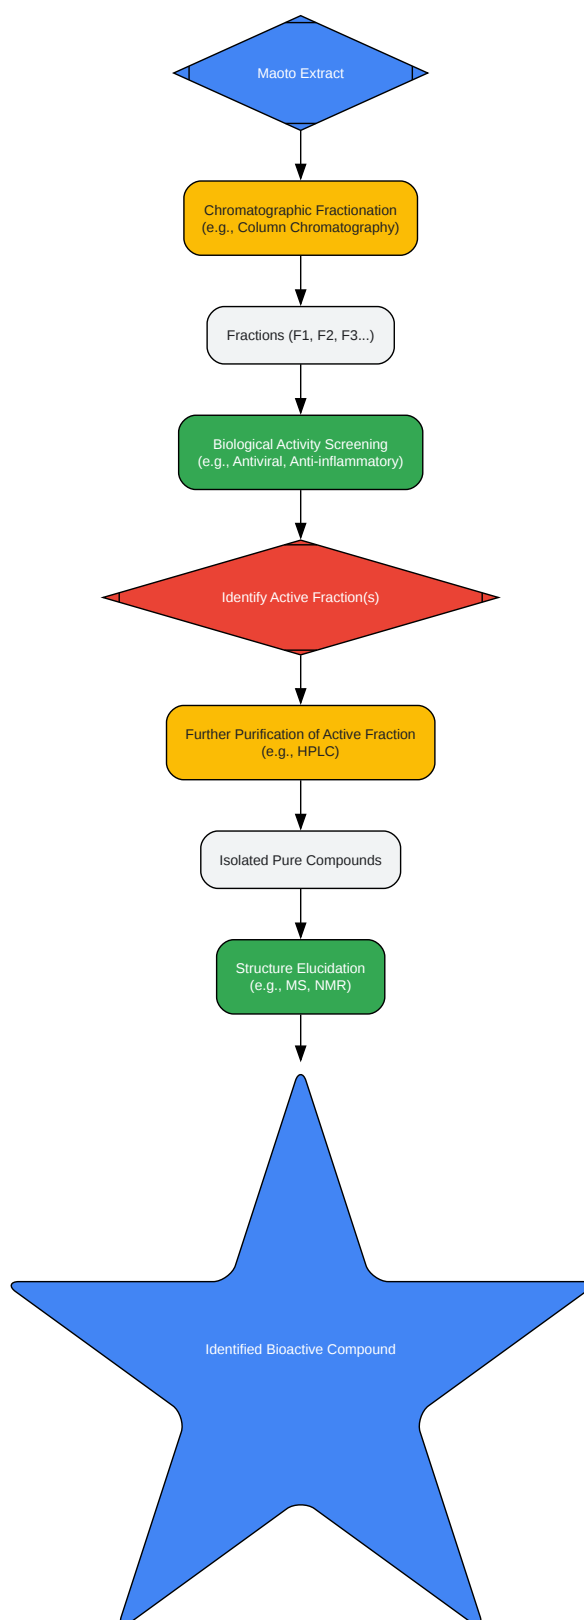 Maoto Extract
Chromatographic Fractionation
(e.g., Column Chromatography)
Fractions (F1, F2, F3...)
Biological Activity Screening
(e.g., Antiviral, Anti-inflammatory)
Identify Active Fraction(s)
Further Purification of Active Fraction
(e.g., HPLC)
Isolated Pure Compounds
Structure Elucidation
(e.g., MS, NMR)
Identified Bioactive Compound